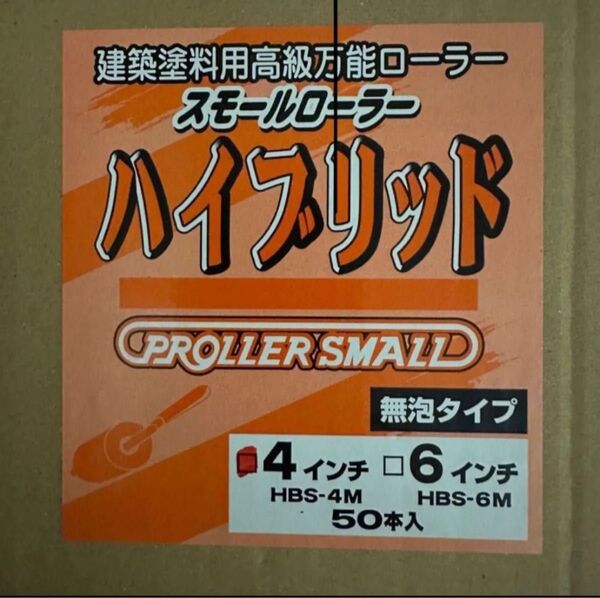 建築塗料用高級万能ローラー
スモールローラー
ハイブリッド
PROLLER SMALL
無泡タイプ
4インチ □6インチ
HBS-4M HBS-6M
50本入